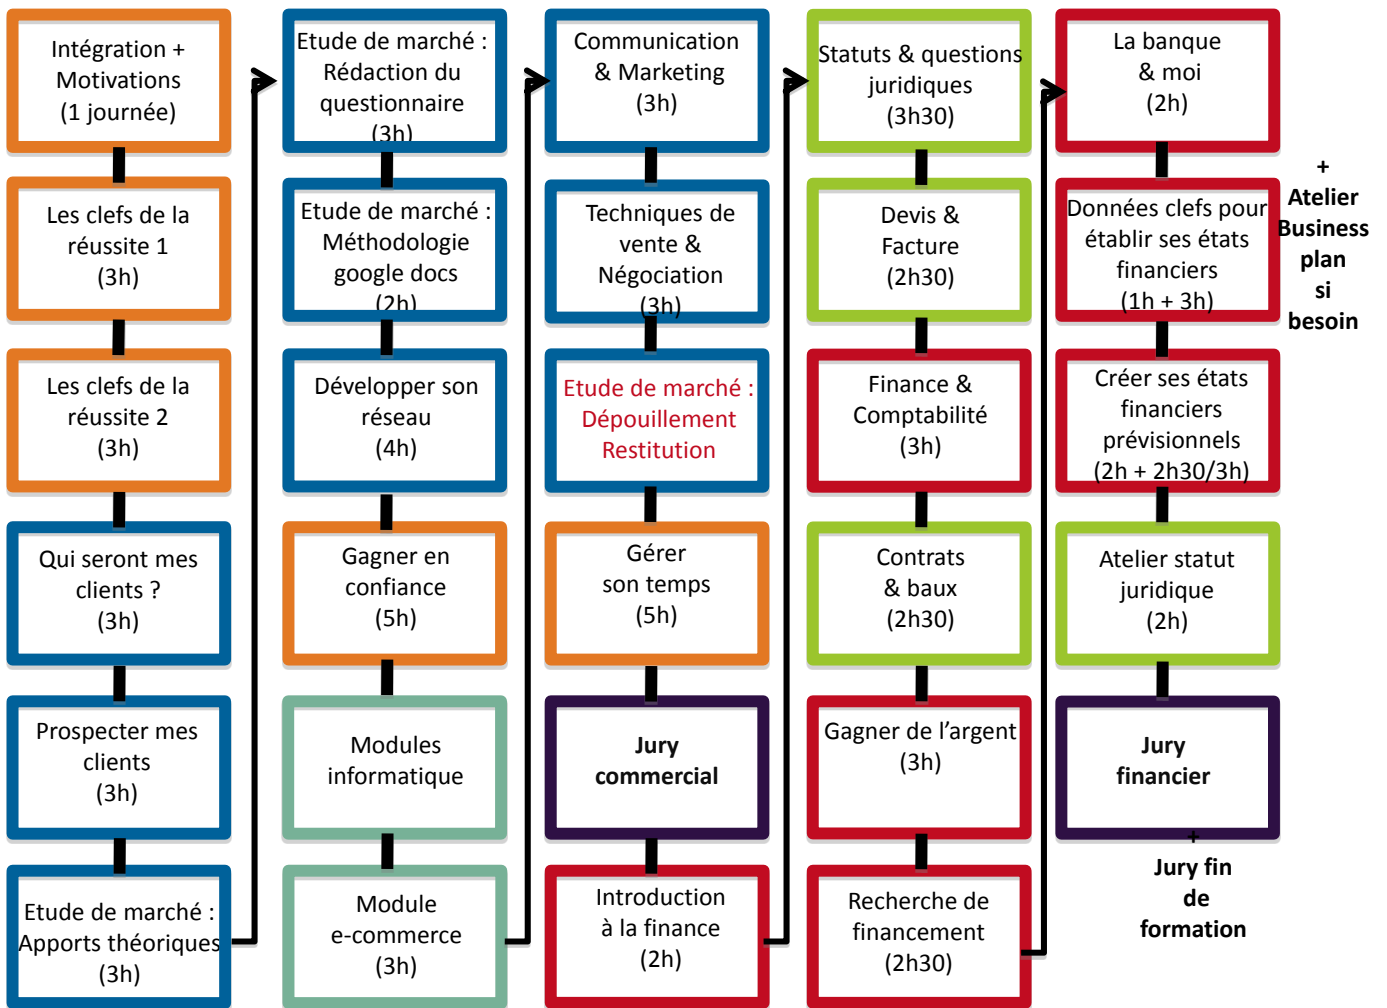 Intégration +
Motivations
(1 journée)
Les clefs de la
réussite 1
(3h)
Les clefs de la
réussite 2
(3h)
Qui seront mes
clients ?
(3h)
Prospecter mes
clients
(3h)
Etude de marché :
Apports théoriques
(3h)
Etude de marché :
Rédaction du
questionnaire
(3h)
Etude de marché :
Méthodologie
google docs
(2h)
Développer son
réseau
(4h)
Gagner en
confiance
(5h)
Modules
informatique
Module
e-commerce
(3h)
Communication
& Marketing
(3h)
Techniques de
vente &
Négociation
(3h)
Etude de marché :
Dépouillement
Restitution
Gérer
son temps
(5h)
Jury
commercial
Introduction
à la finance
(2h)
Statuts & questions
juridiques
(3h30)
Devis &
Facture
(2h30)
Finance &
Comptabilité
(3h)
Contrats
& baux
(2h30)
Gagner de l’argent
(3h)
Recherche de
financement
(2h30)
La banque
& moi
(2h)
Données clefs pour
établir ses états
financiers
(1h + 3h)
Créer ses états
financiers
prévisionnels
(2h + 2h30/3h)
Atelier statut
juridique
(2h)
Jury
financier
+
Jury fin
de
formation
+
Atelier
Business
plan
si
besoin